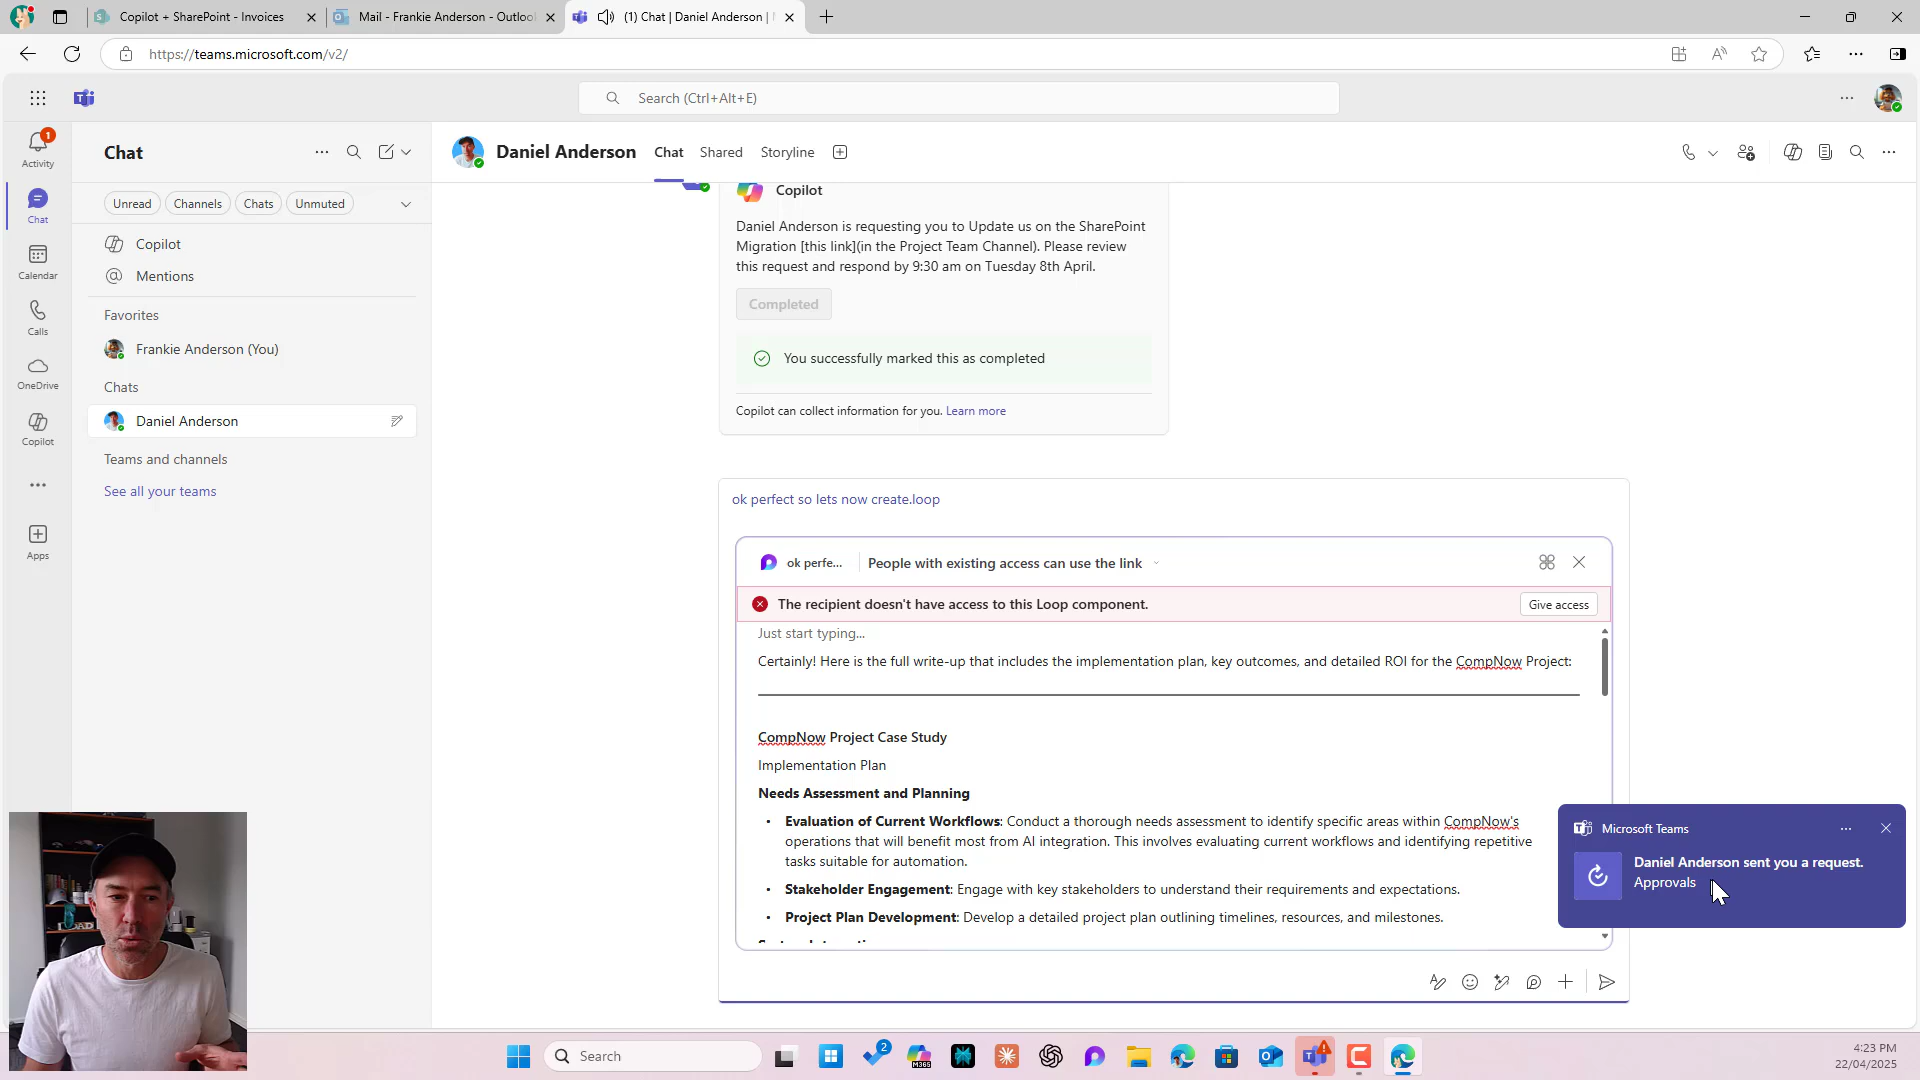 Copilot + SharePoint - Invoices
Mail - Frankie Anderson - Outlook
(1) Chat | Daniel Anderson |
https://teams.microsoft.com/v2/
Search (Ctrl+Alt+E)
1
Activity
Chat
Calendar
Calls
OneDrive
Copilot
Apps
Chat
Unread
Channels
Chats
Unmuted
Copilot
Mentions
Favorites
Frankie Anderson (You)
Chats
Daniel Anderson
Teams and channels
See all your teams
Daniel Anderson
Chat
Shared
Storyline
Copilot
Daniel Anderson is requesting you to Update us on the SharePoint
Migration [this link](in the Project Team Channel). Please review
this request and respond by 9:30 am on Tuesday 8th April.
Completed
You successfully marked this as completed
Copilot can collect information for you. Learn more
ok perfect so lets now create.loop
ok perfe...
People with existing access can use the link
The recipient doesn't have access to this Loop component.
Give access
Just start typing...
Certainly! Here is the full write-up that includes the implementation plan, key outcomes, and detailed ROI for the CompNow Project:
CompNow Project Case Study
Implementation Plan
Needs Assessment and Planning
• Evaluation of Current Workflows: Conduct a thorough needs assessment to identify specific areas within CompNow's
operations that will benefit most from AI integration. This involves evaluating current workflows and identifying repetitive
tasks suitable for automation.
• Stakeholder Engagement: Engage with key stakeholders to understand their requirements and expectations.
• Project Plan Development: Develop a detailed project plan outlining timelines, resources, and milestones.
Microsoft Teams
Daniel Anderson sent you a request.
Approvals
Search
2
M365
4:23 PM
22/04/2025